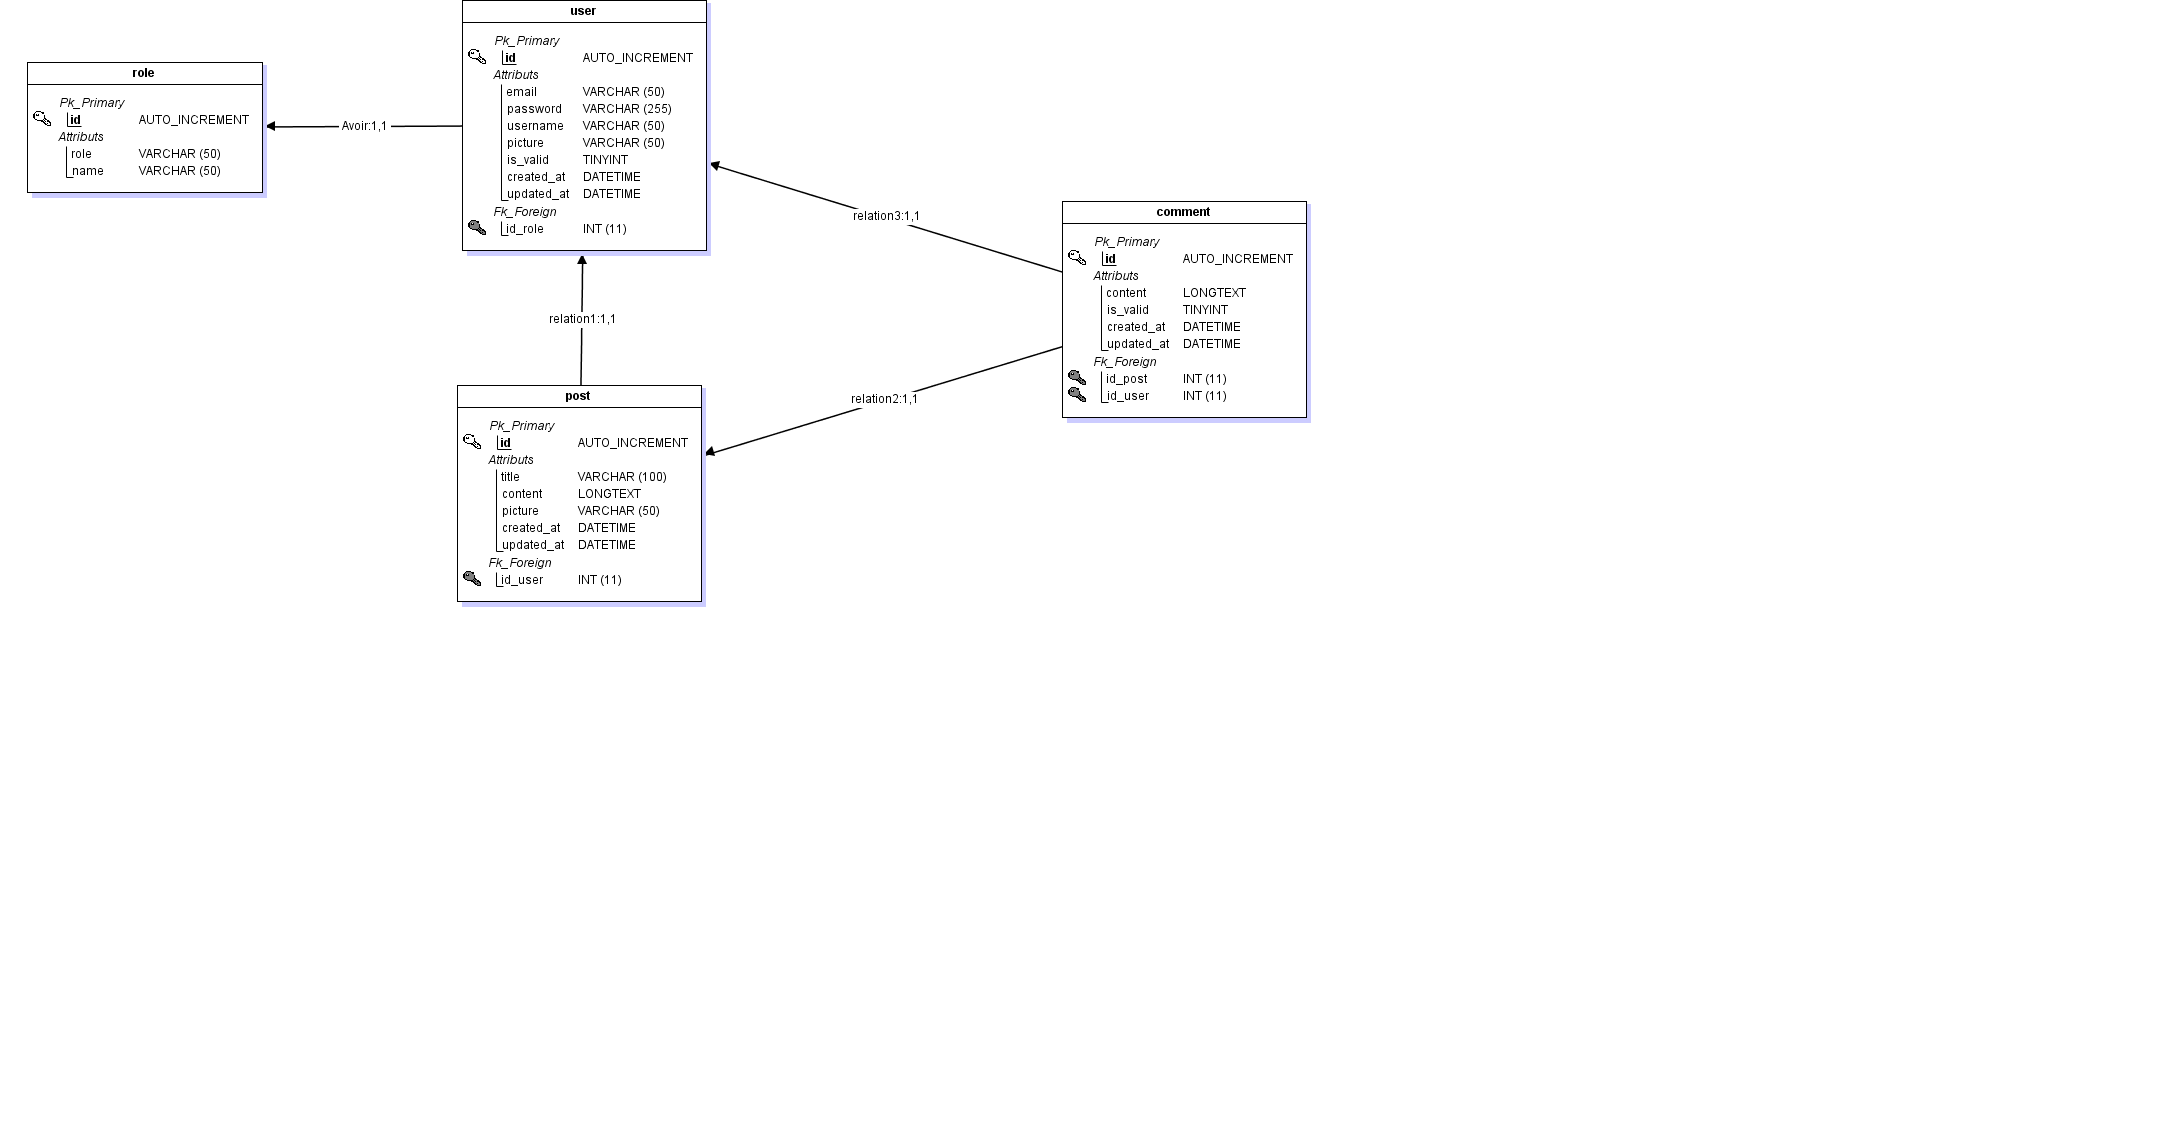 role
Pk_Primary
id AUTO_INCREMENT
Attributs
role VARCHAR (50)
name VARCHAR (50)
Avoir:1,1
user
Pk_Primary
id AUTO_INCREMENT
Attributs
email VARCHAR (50)
password VARCHAR (255)
username VARCHAR (50)
picture VARCHAR (50)
is_valid TINYINT
created_at DATETIME
updated_at DATETIME
Fk_Foreign
id_role INT (11)
relation3:1,1
relation1:1,1
relation2:1,1
comment
Pk_Primary
id AUTO_INCREMENT
Attributs
content LONGTEXT
is_valid TINYINT
created_at DATETIME
updated_at DATETIME
Fk_Foreign
id_post INT (11)
id_user INT (11)
post
Pk_Primary
id AUTO_INCREMENT
Attributs
title VARCHAR (100)
content LONGTEXT
picture VARCHAR (50)
created_at DATETIME
updated_at DATETIME
Fk_Foreign
id_user INT (11)